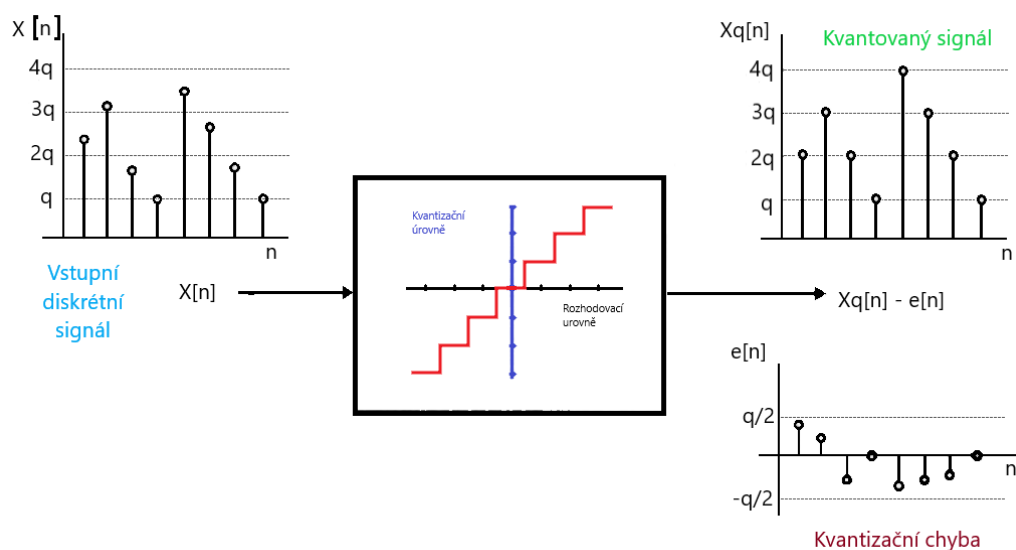 X [n]
4q
3q
2q
q
n
Vstupní
diskrétní
signál
X[n]
Kvantizační
úrovně
Rozhodovací
urovně
Xq[n]
Kvantovaný signál
4q
3q
2q
q
n
Xq[n] - e[n]
e[n]
q/2
n
-q/2
Kvantizační chyba